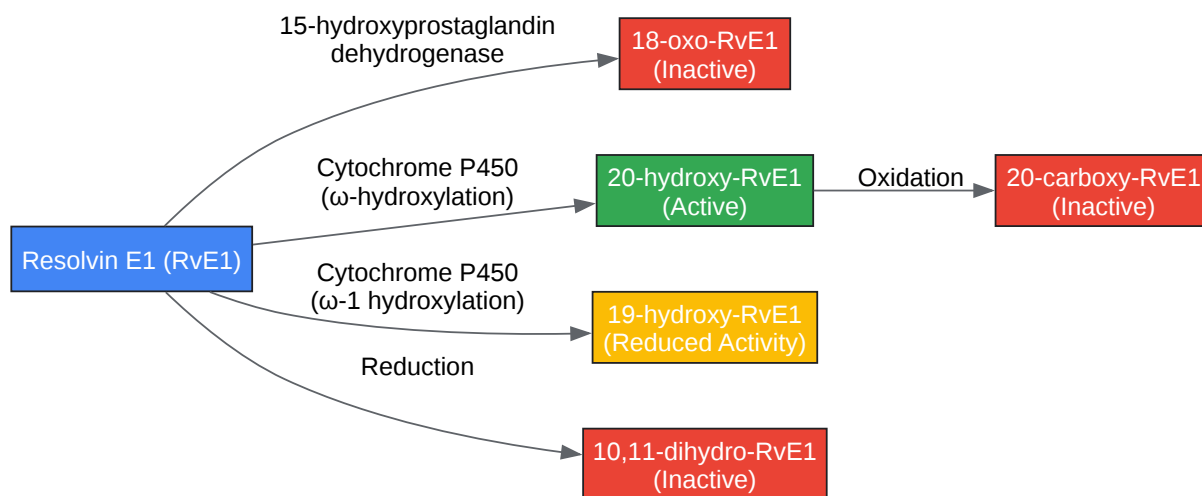 15-hydroxyprostaglandin
dehydrogenase
18-oxo-RvE1
(Inactive)
Cytochrome P450
(ω-hydroxylation)
20-hydroxy-RvE1
(Active)
Oxidation
20-carboxy-RvE1
(Inactive)
Resolvin E1 (RvE1)
Cytochrome P450
(ω-1 hydroxylation)
19-hydroxy-RvE1
(Reduced Activity)
Reduction
10,11-dihydro-RvE1
(Inactive)